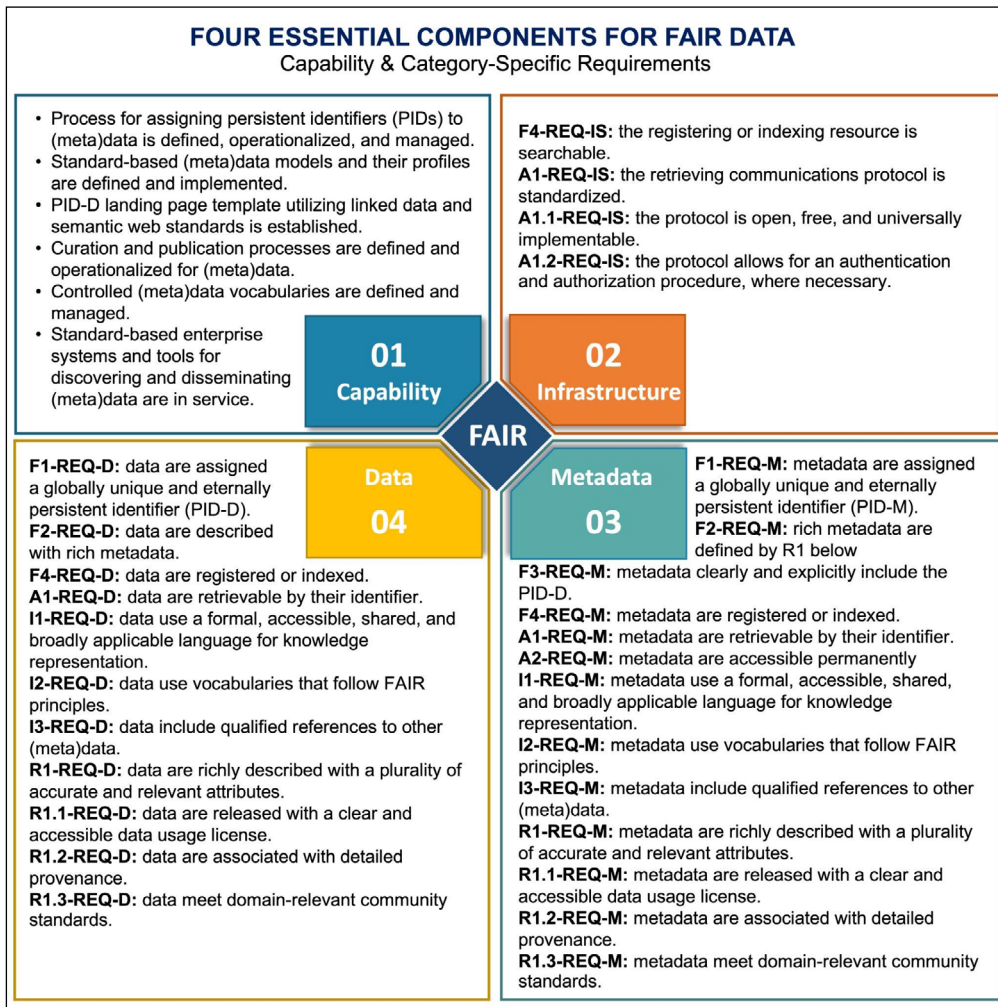 FOUR ESSENTIAL COMPONENTS FOR FAIR DATA
Capability & Category-Specific Requirements
• Process for assigning persistent identifiers (PIDs) to
(meta)data is defined, operationalized, and managed.
• Standard-based (meta)data models and their profiles
are defined and implemented.
• PID-D landing page template utilizing linked data and
semantic web standards is established.
• Curation and publication processes are defined and
operationalized for (meta)data.
• Controlled (meta)data vocabularies are defined and
managed.
• Standard-based enterprise
systems and tools for
discovering and disseminating
(meta)data are in service.
01
Capability
F4-REQ-IS: the registering or indexing resource is
searchable.
A1-REQ-IS: the retrieving communications protocol is
standardized.
A1.1-REQ-IS: the protocol is open, free, and universally
implementable.
A1.2-REQ-IS: the protocol allows for an authentication
and authorization procedure, where necessary.
02
Infrastructure
FAIR
Data
04
F1-REQ-D: data are assigned
a globally unique and eternally
persistent identifier (PID-D).
F2-REQ-D: data are described
with rich metadata.
F4-REQ-D: data are registered or indexed.
A1-REQ-D: data are retrievable by their identifier.
I1-REQ-D: data use a formal, accessible, shared, and
broadly applicable language for knowledge
representation.
I2-REQ-D: data use vocabularies that follow FAIR
principles.
I3-REQ-D: data include qualified references to other
(meta)data.
R1-REQ-D: data are richly described with a plurality of
accurate and relevant attributes.
R1.1-REQ-D: data are released with a clear and
accessible data usage license.
R1.2-REQ-D: data are associated with detailed
provenance.
R1.3-REQ-D: data meet domain-relevant community
standards.
Metadata
03
F1-REQ-M: metadata are assigned
a globally unique and eternally
persistent identifier (PID-M).
F2-REQ-M: rich metadata are
defined by R1 below
F3-REQ-M: metadata clearly and explicitly include the
PID-D.
F4-REQ-M: metadata are registered or indexed.
A1-REQ-M: metadata are retrievable by their identifier.
A2-REQ-M: metadata are accessible permanently
I1-REQ-M: metadata use a formal, accessible, shared,
and broadly applicable language for knowledge
representation.
I2-REQ-M: metadata use vocabularies that follow FAIR
principles.
I3-REQ-M: metadata include qualified references to other
(meta)data.
R1-REQ-M: metadata are richly described with a plurality
of accurate and relevant attributes.
R1.1-REQ-M: metadata are released with a clear and
accessible data usage license.
R1.2-REQ-M: metadata are associated with detailed
provenance.
R1.3-REQ-M: metadata meet domain-relevant community
standards.